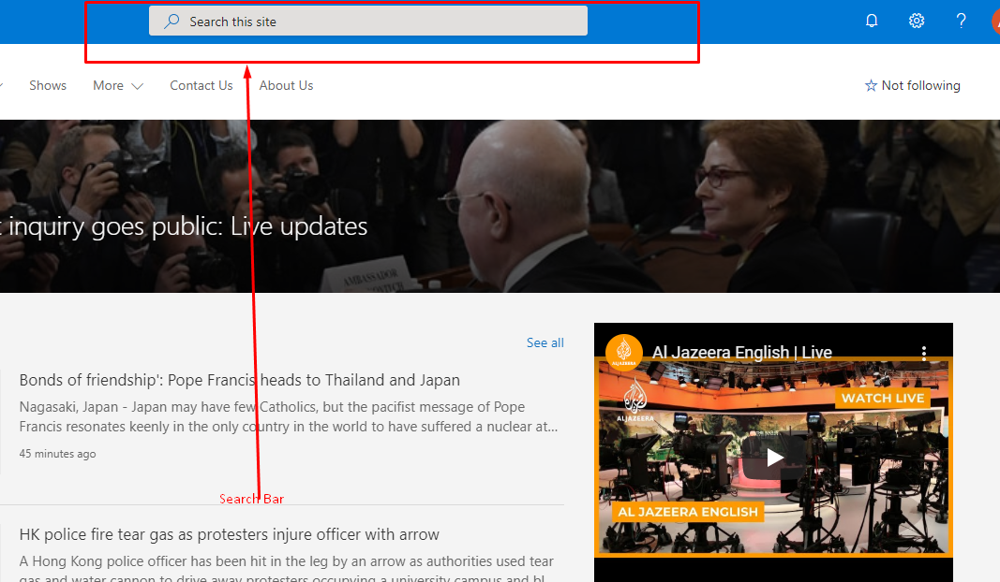 Search this site
?
Shows
More
Contact Us
About Us
Not following
inquiry goes public: Live updates
AMBASSADOR
See all
Al Jazeera English | Live
ALJAZEERA
WATCH LIVE
ALJAZEERA
Bonds of friendship': Pope Francis heads to Thailand and Japan
Nagasaki, Japan - Japan may have few Catholics, but the pacifist message of Pope
Francis resonates keenly in the only country in the world to have suffered a nuclear at...
45 minutes ago
Search Bar
AL JAZEERA ENGLISH
HK police fire tear gas as protesters injure officer with arrow
A Hong Kong police officer has been hit in the leg by an arrow as authorities used tear
gas and water cannon to drive away protesters occupying a university campus and bl